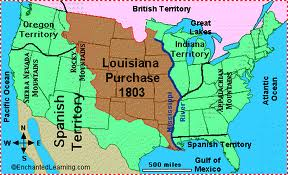 British Territory
Oregon
Territory
Great
Lakes
Indiana
Territory
Pacific Ocean
SIERRA NEVADA
MOUNTAINS
ROCKY
MOUNTAINS
Louisiana
Purchase
1803
Spanish
Territory
Mississippi
River
APPALACHIAN
MOUNTAINS
Atlantic
Ocean
Spanish Territory
Gulf of
Mexico
500 miles
N
W
E
S
©EnchantedLearning.com